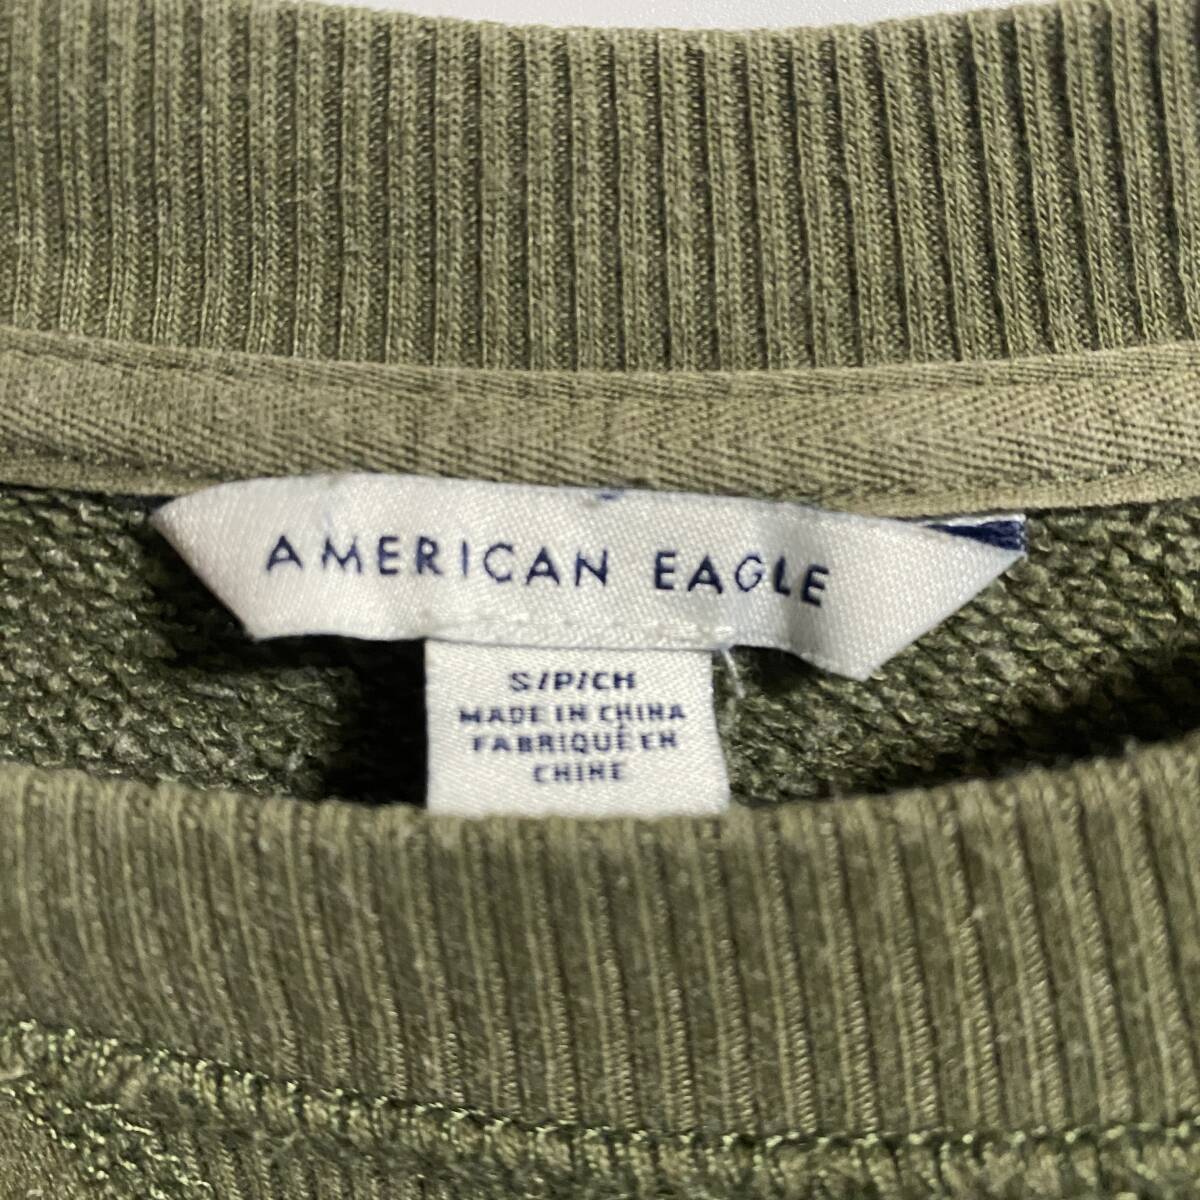 AMERICAN EAGLE
S/P/CH
MADE IN CHINA
FABRIQUÉ EN
CHINE